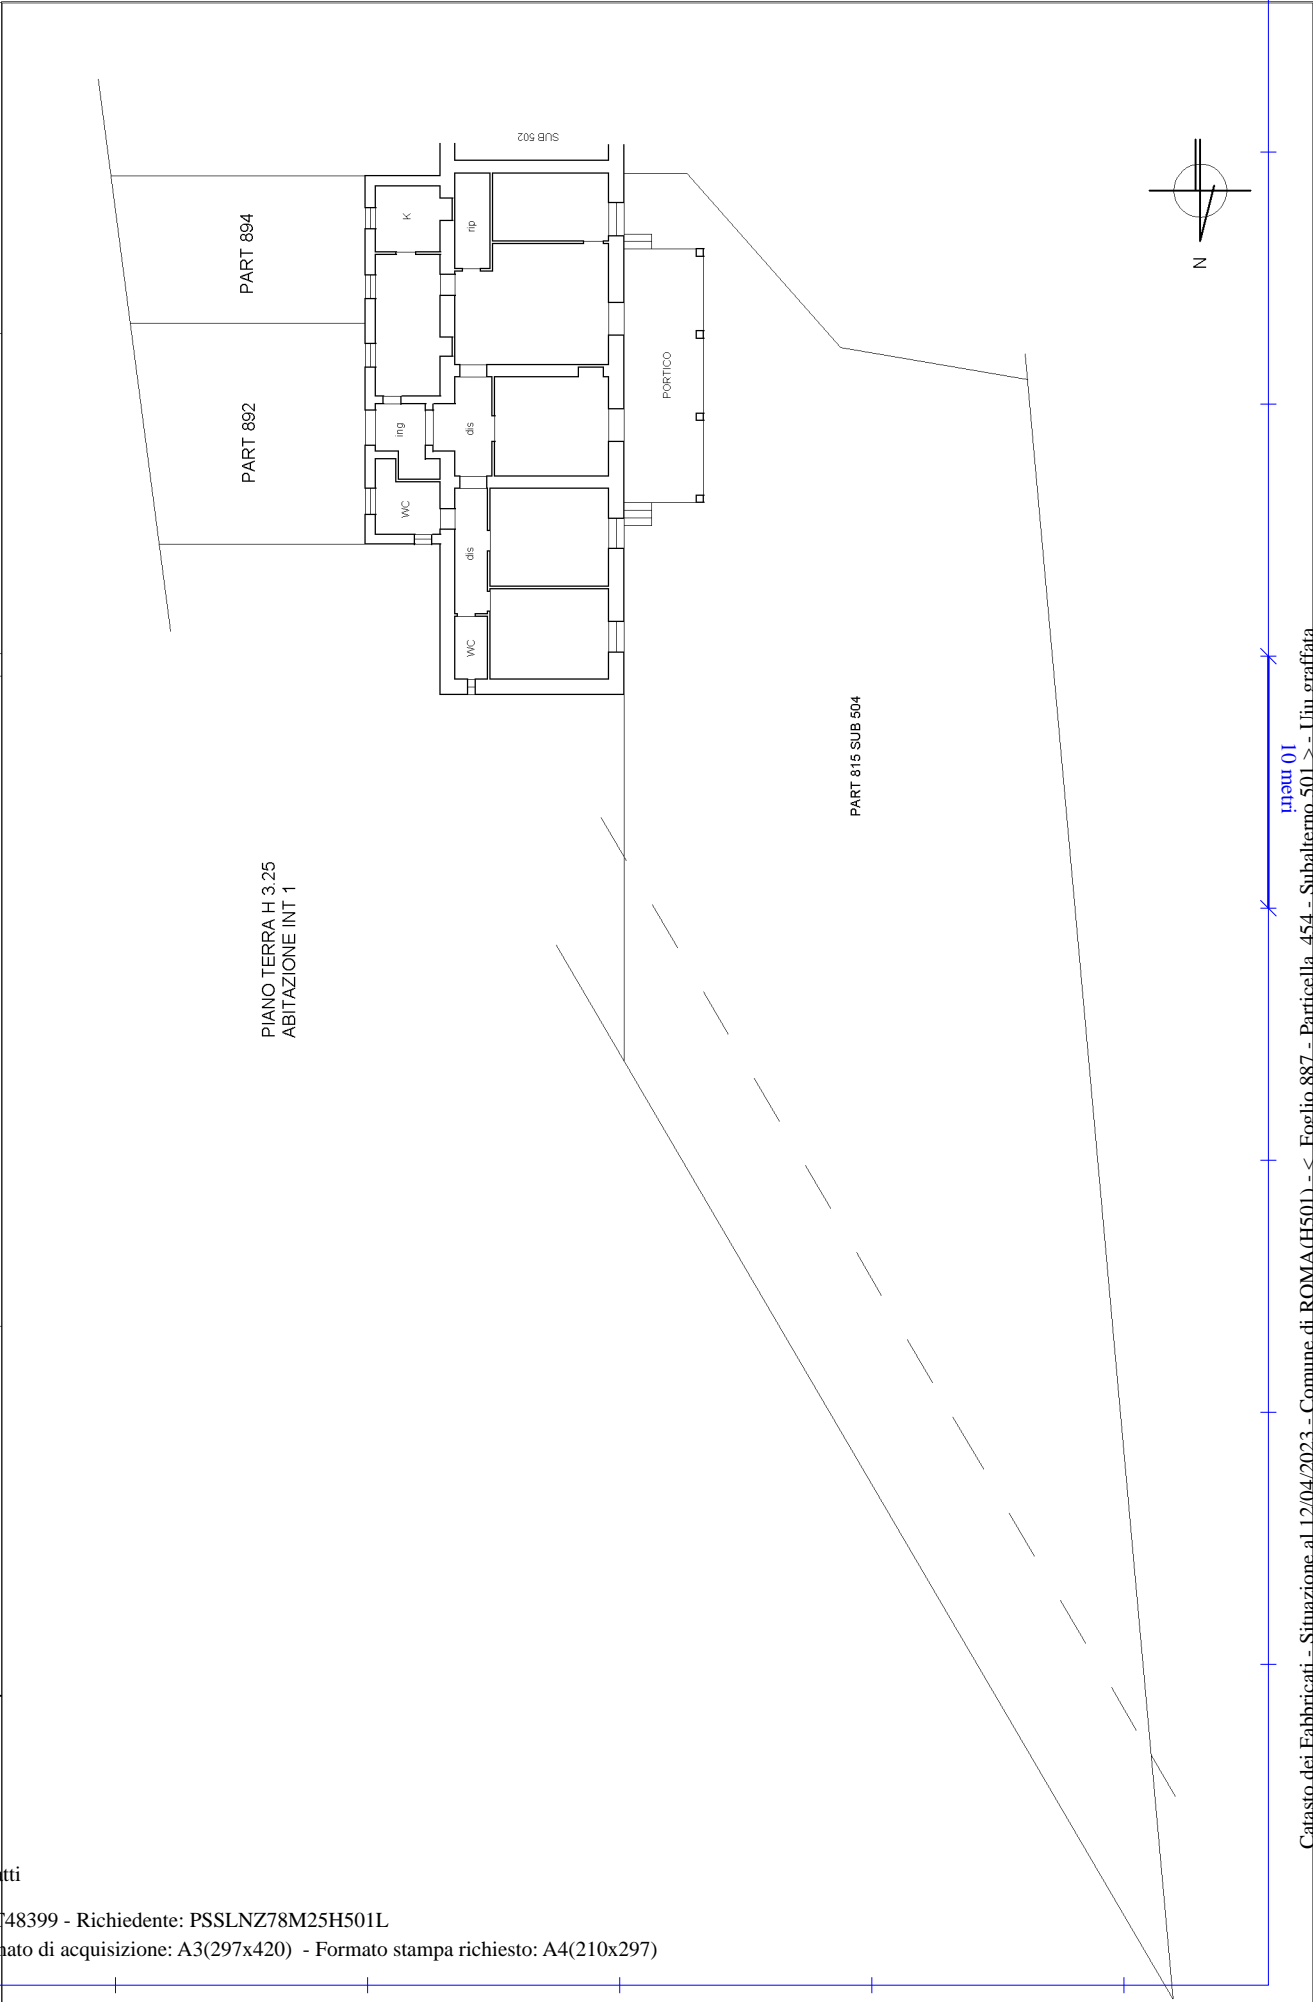 SUB 502
PART 894
K
rip
PART 892
ing
dis
PORTICO
WC
dis
WC
N
PART 815 SUB 504
PIANO TERRA H 3.25
ABITAZIONE INT 1
10 metri
Catasto dei Fabbricati - Situazione al 12/04/2023 - Comune di ROMA(H501) - < Foglio 887 - Particella 454 - Subalterno 501 > - Uiu graffata
tti
T48399 - Richiedente: PSSLNZ78M25H501L
nato di acquisizione: A3(297x420) - Formato stampa richiesto: A4(210x297)